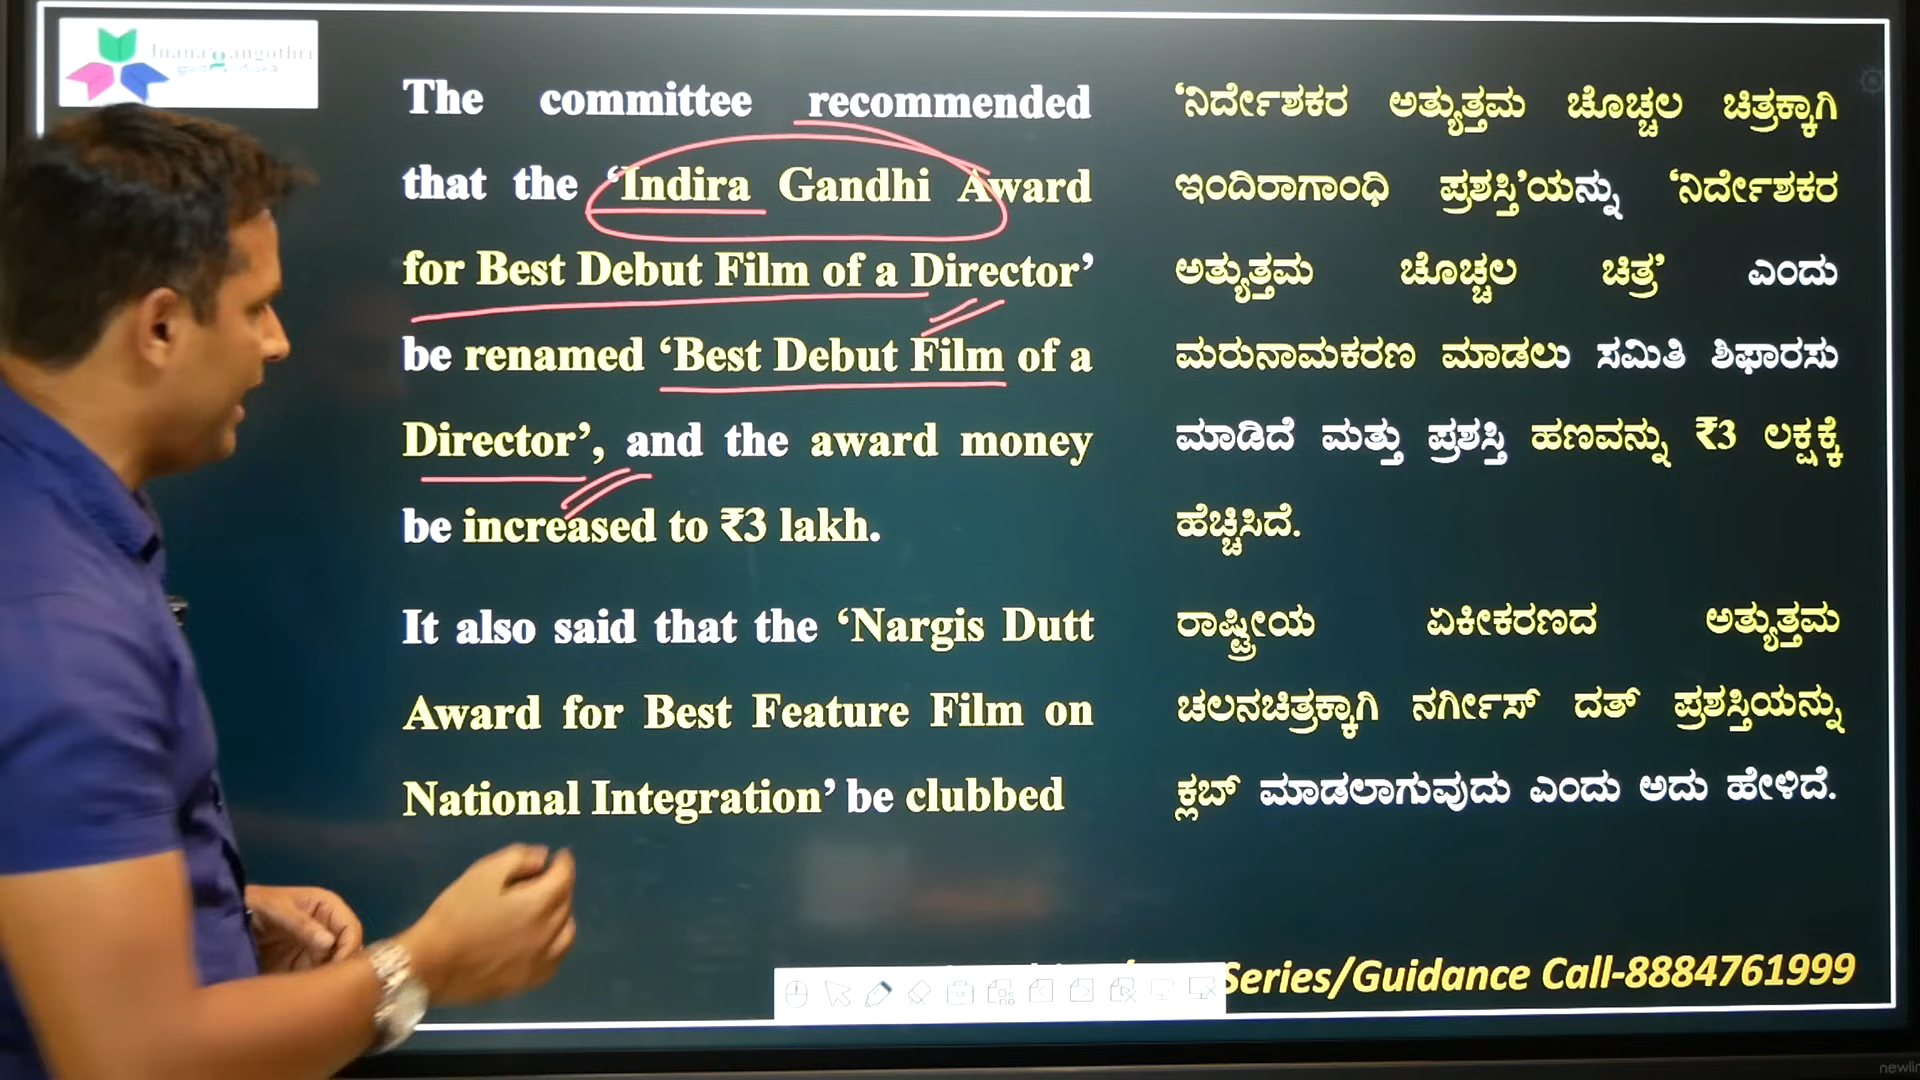 Jnana gangothri
The committee recommended
that the ‘Indira Gandhi Award
for Best Debut Film of a Director’
be renamed ‘Best Debut Film of a
Director’, and the award money
be increased to ₹3 lakh.
It also said that the ‘Nargis Dutt
Award for Best Feature Film on
National Integration’ be clubbed
‘ನಿರ್ದೇಶಕರ ಅತ್ಯುತ್ತಮ ಚೊಚ್ಚಲ ಚಿತ್ರಕ್ಕಾಗಿ
ಇಂದಿರಾಗಾಂಧಿ ಪ್ರಶಸ್ತಿ’ಯನ್ನು ‘ನಿರ್ದೇಶಕರ
ಅತ್ಯುತ್ತಮ ಚೊಚ್ಚಲ ಚಿತ್ರ’ ಎಂದು
ಮರುನಾಮಕರಣ ಮಾಡಲು ಸಮಿತಿ ಶಿಫಾರಸು
ಮಾಡಿದೆ ಮತ್ತು ಪ್ರಶಸ್ತಿ ಹಣವನ್ನು ₹3 ಲಕ್ಷಕ್ಕೆ
ಹೆಚ್ಚಿಸಿದೆ.
ರಾಷ್ಟ್ರೀಯ ಏಕೀಕರಣದ ಅತ್ಯುತ್ತಮ
ಚಲನಚಿತ್ರಕ್ಕಾಗಿ ನರ್ಗೀಸ್ ದತ್ ಪ್ರಶಸ್ತಿಯನ್ನು
ಕ್ಲಬ್ ಮಾಡಲಾಗುವುದು ಎಂದು ಅದು ಹೇಳಿದೆ.
Series/Guidance Call-8884761999